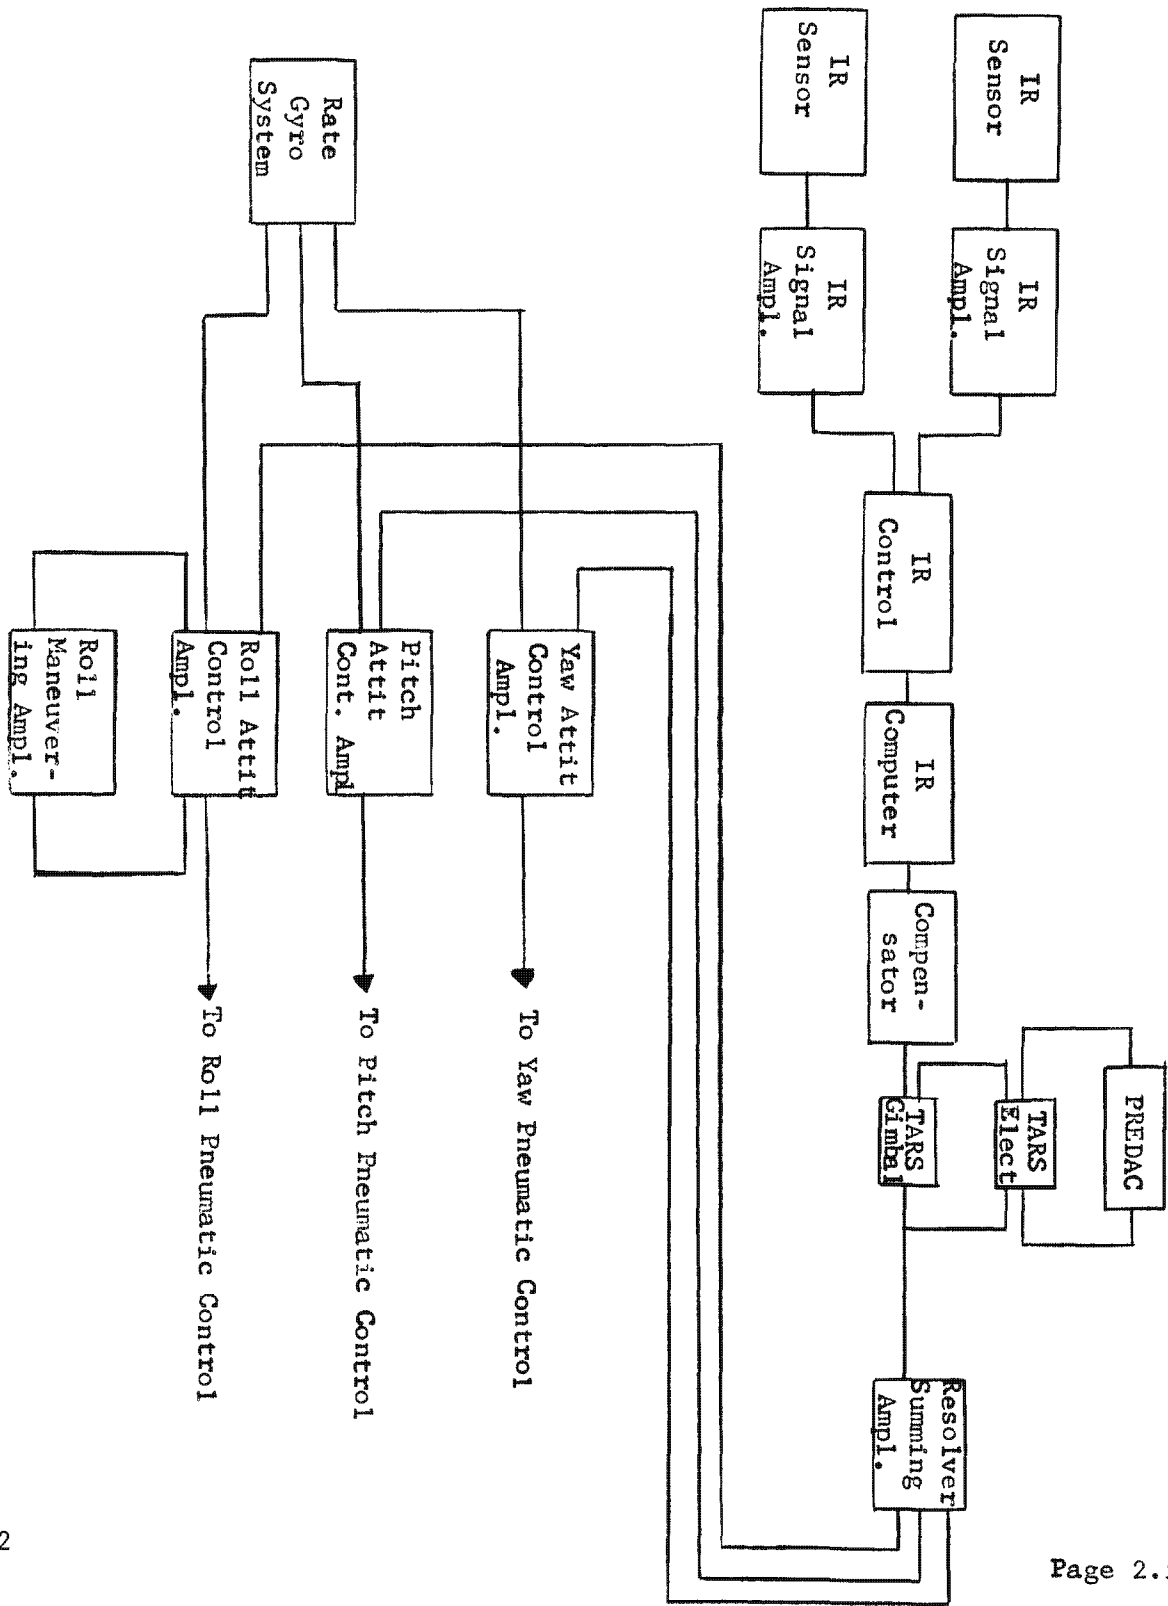 IR
Sensor
IR
Signal
Ampl.
IR
Sensor
IR
Signal
Ampl.
IR
Control
IR
Computer
Compen-
sator
TARS
Gimbal
TARS
Elect
PREDAC
Resolver
Summing
Ampl.
Rate
Gyro
System
Yaw Attit
Control
Ampl.
To Yaw Pneumatic Control
Pitch
Attit
Cont. Ampl
To Pitch Pneumatic Control
Roll Attit
Control
Ampl.
To Roll Pneumatic Control
Roll
Maneuver-
ing Ampl.
2
Page 2.